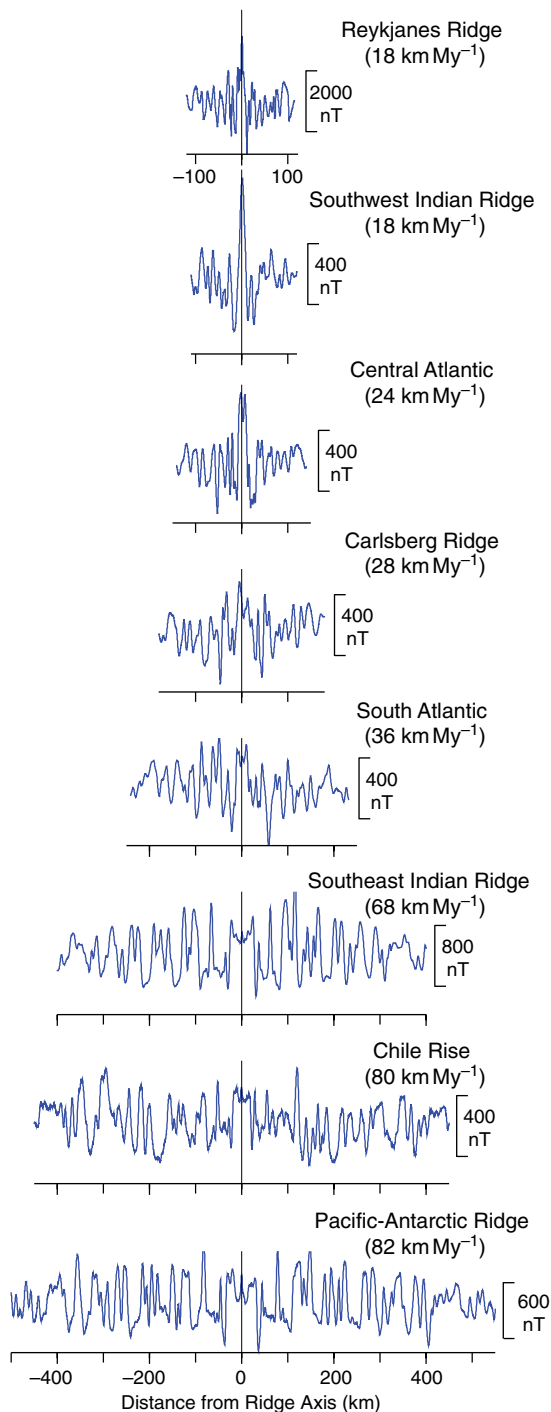 Reykjanes Ridge
(18 km My⁻¹)
2000
nT
−100 100
Southwest Indian Ridge
(18 km My⁻¹)
400
nT
Central Atlantic
(24 km My⁻¹)
400
nT
Carlsberg Ridge
(28 km My⁻¹)
400
nT
South Atlantic
(36 km My⁻¹)
400
nT
Southeast Indian Ridge
(68 km My⁻¹)
800
nT
Chile Rise
(80 km My⁻¹)
400
nT
Pacific-Antarctic Ridge
(82 km My⁻¹)
600
nT
−400 −200 0 200 400
Distance from Ridge Axis (km)